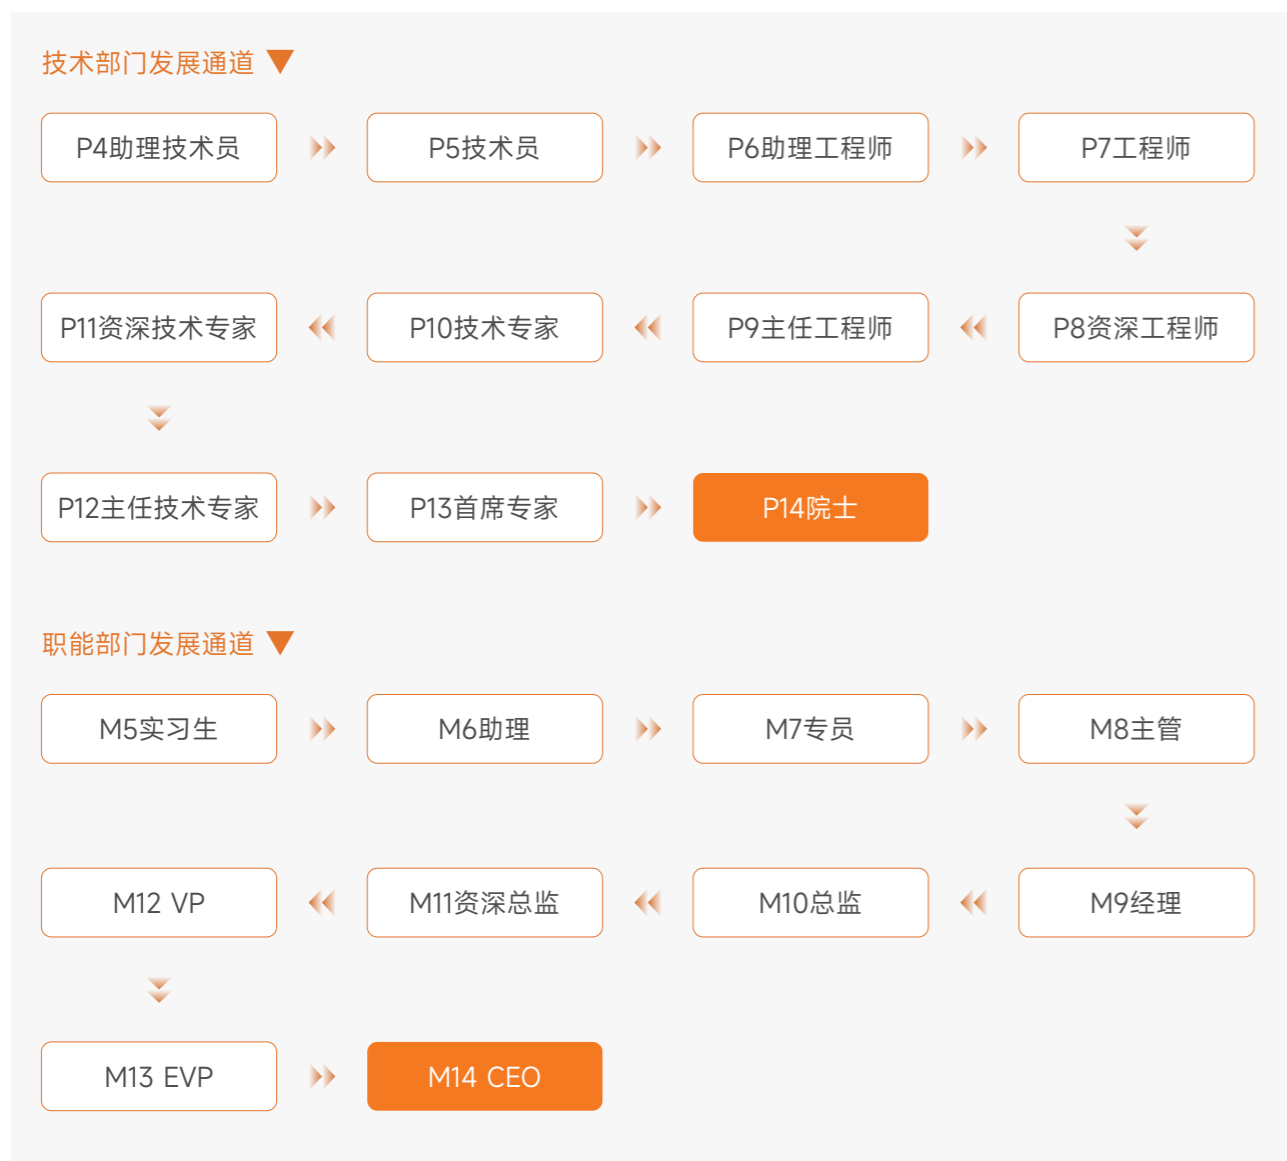 技术部门发展通道
P4助理技术员
P5技术员
P6助理工程师
P7工程师
P11资深技术专家
P10技术专家
P9主任工程师
P8资深工程师
P12主任技术专家
P13首席专家
P14院士
职能部门发展通道
M5实习生
M6助理
M7专员
M8主管
M12 VP
M11资深总监
M10总监
M9经理
M13 EVP
M14 CEO